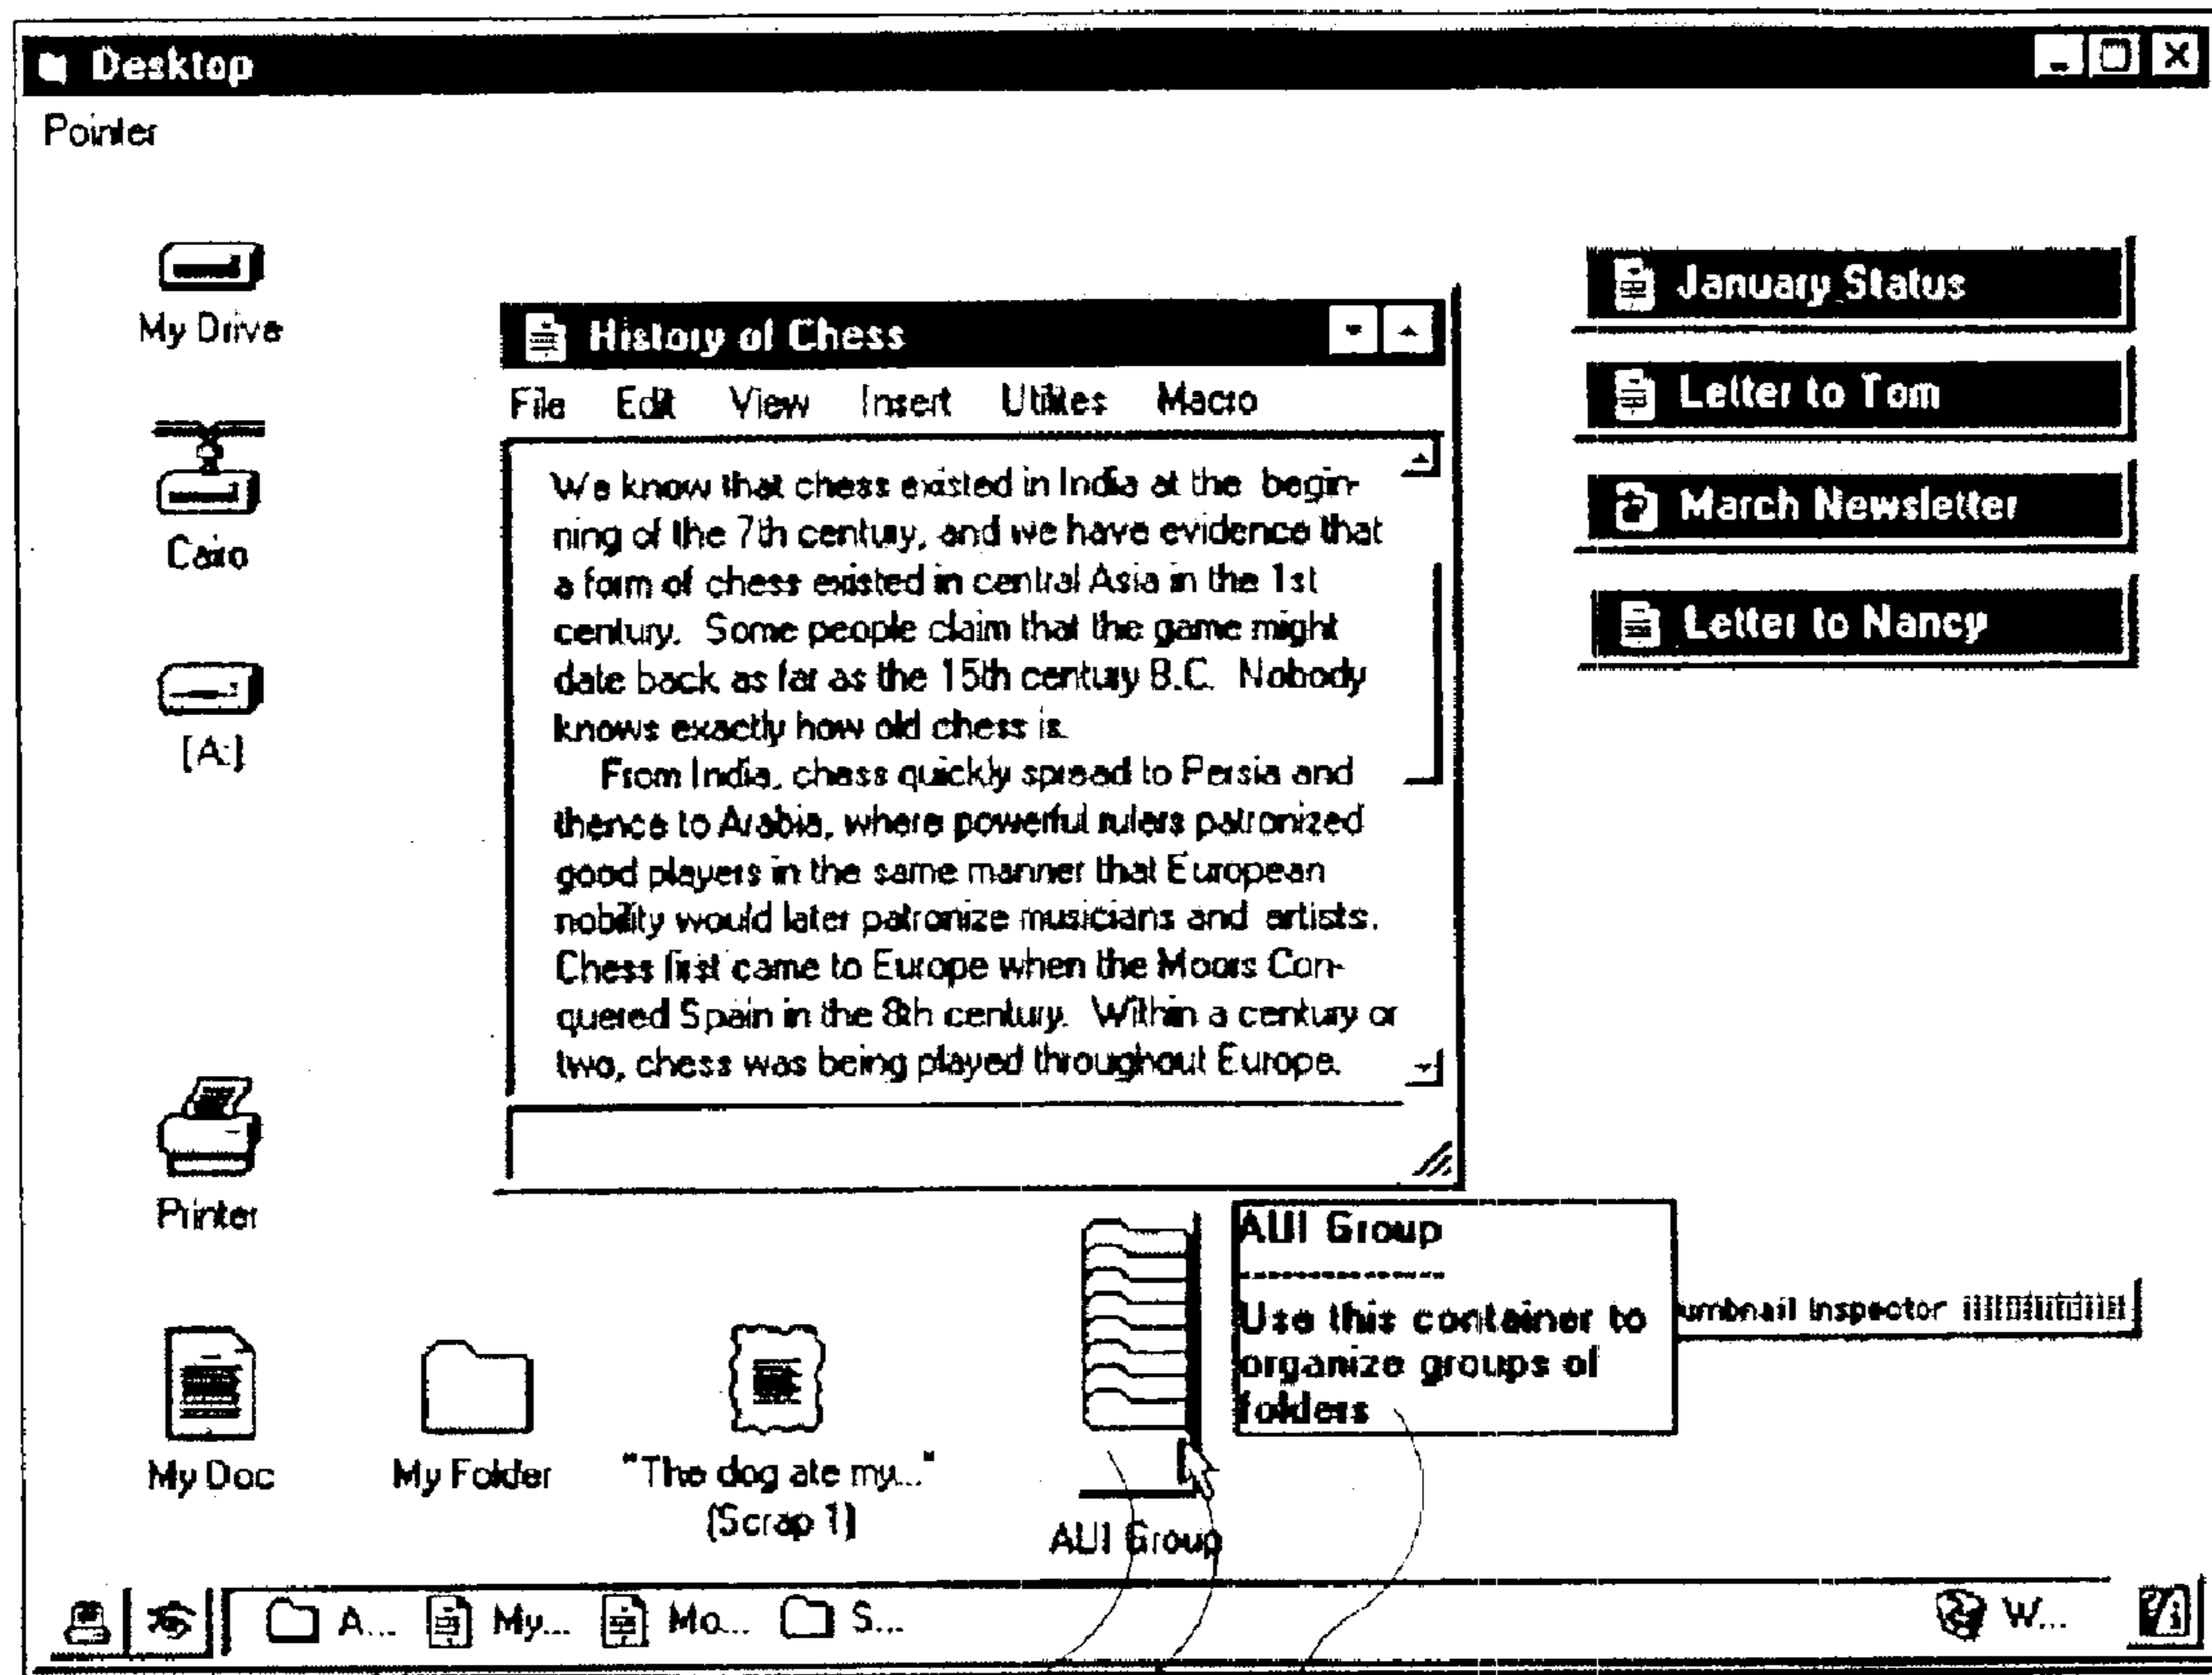 Desktop
Pointer
My Drive
Cairo
[A:]
Printer
My Doc
My Folder
"The dog ate my..."
(Scrap 1)
AUI Group
History of Chess
File Edit View Insert Utilities Macro
We know that chess existed in India at the begin-
ning of the 7th century, and we have evidence that
a form of chess existed in central Asia in the 1st
century. Some people claim that the game might
date back as far as the 15th century B.C. Nobody
knows exactly how old chess is.
From India, chess quickly spread to Persia and
thence to Arabia, where powerful rulers patronized
good players in the same manner that European
nobility would later patronize musicians and artists.
Chess first came to Europe when the Moors Con-
quered Spain in the 8th century. Within a century or
two, chess was being played throughout Europe.
January Status
Letter to Tom
March Newsletter
Letter to Nancy
AUI Group
Use this container to
organize groups of
folders
umbnail Inspector
A... My... Mo... S... W...